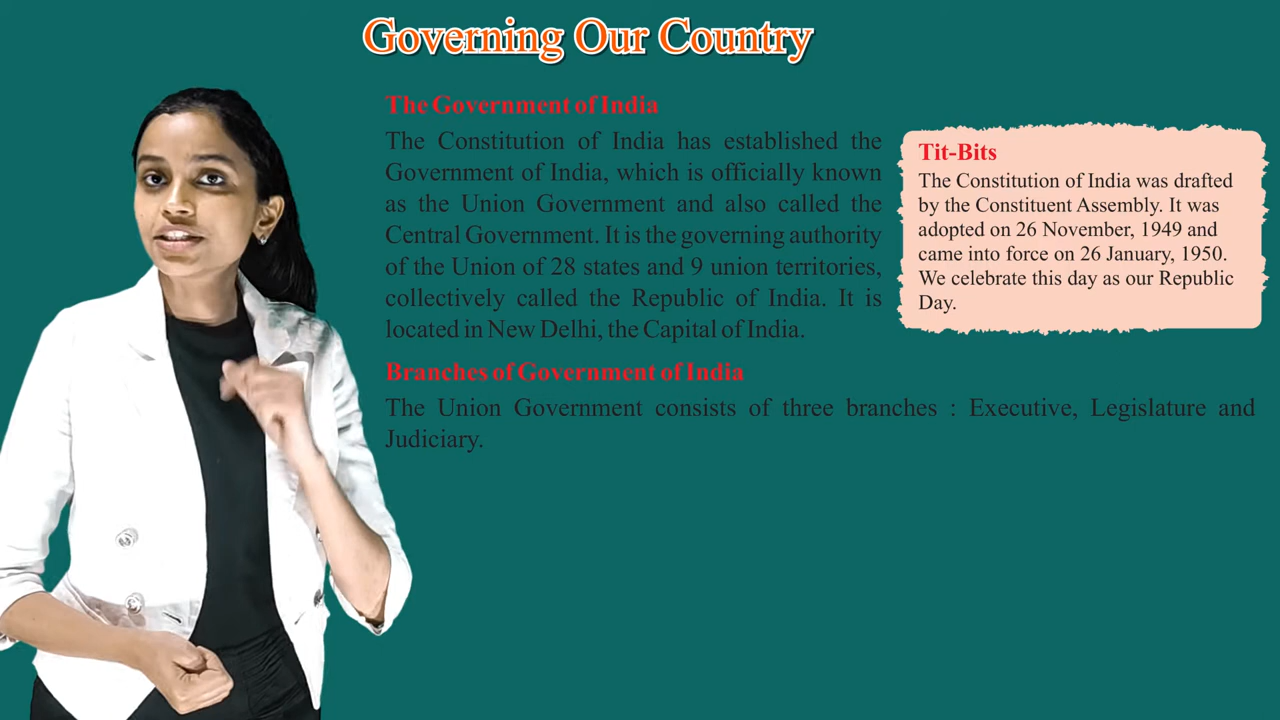 Governing Our Country
The Government of India
The Constitution of India has established the
Government of India, which is officially known
as the Union Government and also called the
Central Government. It is the governing authority
of the Union of 28 states and 9 union territories,
collectively called the Republic of India. It is
located in New Delhi, the Capital of India.
Tit-Bits
The Constitution of India was drafted
by the Constituent Assembly. It was
adopted on 26 November, 1949 and
came into force on 26 January, 1950.
We celebrate this day as our Republic
Day.
Branches of Government of India
The Union Government consists of three branches : Executive, Legislature and
Judiciary.